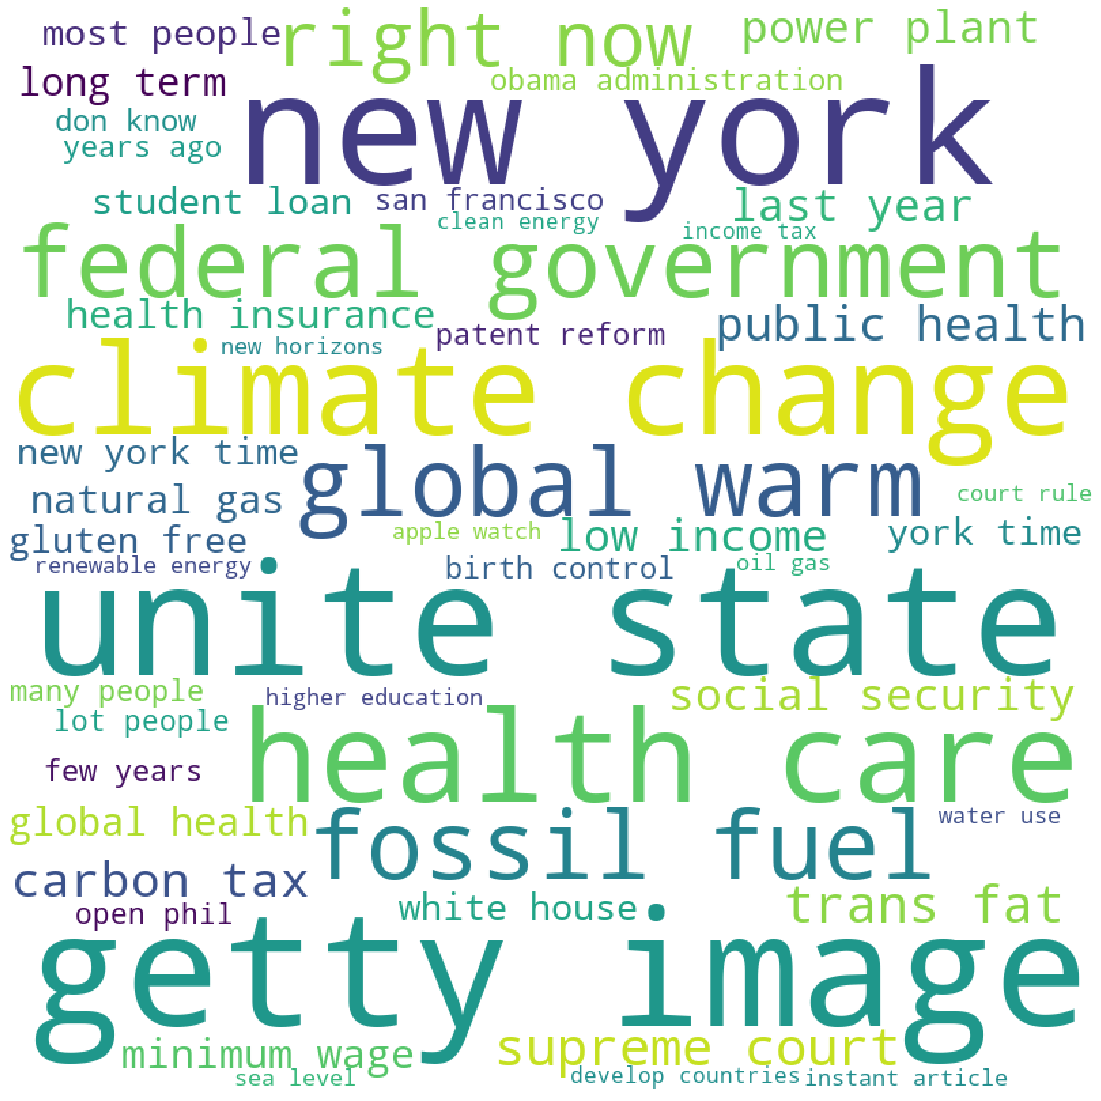 most people
right now
power plant
long term
obama administration
new york
don know
years ago
student loan
san francisco
last year
clean energy
income tax
federal government
health insurance
patent reform
public health
new horizons
climate change
new york time
global warm
natural gas
court rule
gluten free
apple watch
low income
york time
renewable energy
birth control
oil gas
unite state
many people
higher education
social security
lot people
health care
few years
global health
fossil fuel
water use
carbon tax
open phil
white house
trans fat
getty image
minimum wage
supreme court
sea level
develop countries
instant article